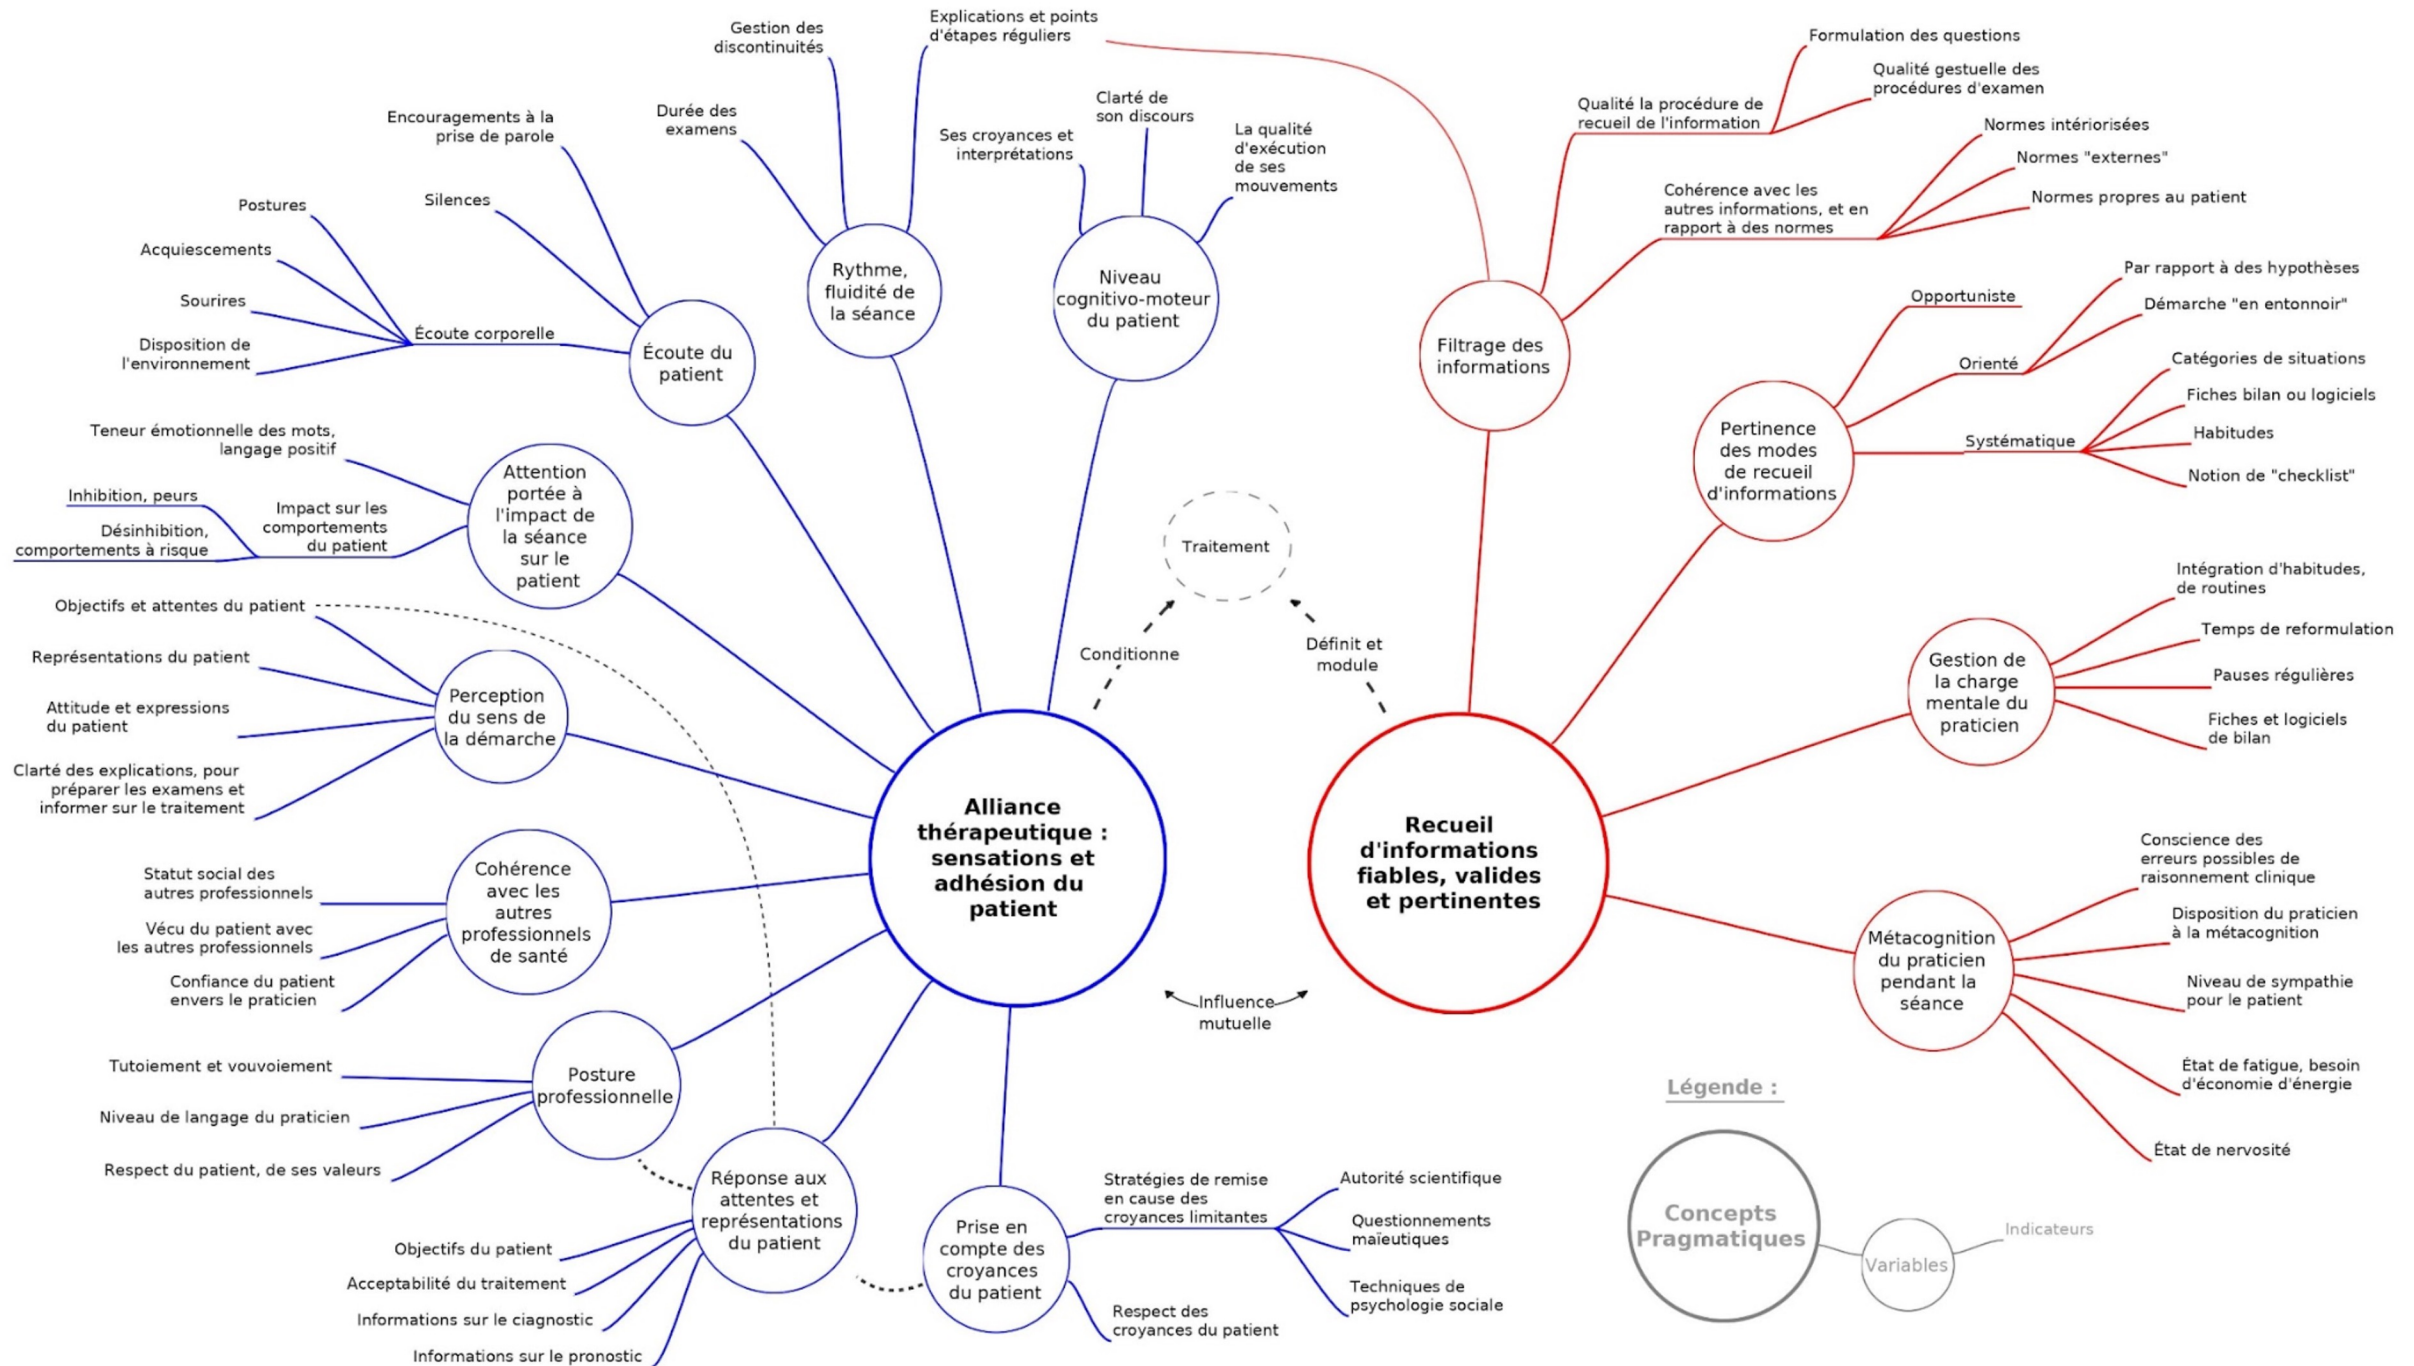 Gestion des
discontinuités
Explications et points
d'étapes réguliers
Durée des
examens
Rythme,
fluidité de
la séance
Ses croyances et
interprétations
Clarté de
son discours
La qualité
d'exécution
de ses
mouvements
Niveau
cognitivo-moteur
du patient
Encouragements à la
prise de parole
Silences
Postures
Acquiescements
Sourires
Disposition de
l'environnement
Écoute corporelle
Écoute du
patient
Teneur émotionnelle des mots,
langage positif
Inhibition, peurs
Désinhibition,
comportements à risque
Impact sur les
comportements
du patient
Attention
portée à
l'impact de
la séance
sur le
patient
Objectifs et attentes du patient
Représentations du patient
Attitude et expressions
du patient
Clarté des explications, pour
préparer les examens et
informer sur le traitement
Perception
du sens de
la démarche
Statut social des
autres professionnels
Vécu du patient avec
les autres professionnels
Confiance du patient
envers le praticien
Cohérence
avec les
autres
professionnels
de santé
Tutoiement et vouvoiement
Niveau de langage du praticien
Respect du patient, de ses valeurs
Posture
professionnelle
Objectifs du patient
Acceptabilité du traitement
Informations sur le ciagnostic
Informations sur le pronostic
Réponse aux
attentes et
représentations
du patient
Prise en
compte des
croyances
du patient
Stratégies de remise
en cause des
croyances limitantes
Autorité scientifique
Questionnements
maïeutiques
Techniques de
psychologie sociale
Respect des
croyances du patient
Alliance
thérapeutique :
sensations et
adhésion du
patient
Traitement
Conditionne
Définit et
module
Influence
mutuelle
Recueil
d'informations
fiables, valides
et pertinentes
Filtrage des
informations
Qualité la procédure de
recueil de l'information
Formulation des questions
Qualité gestuelle des
procédures d'examen
Cohérence avec les
autres informations, et en
rapport à des normes
Normes intériorisées
Normes "externes"
Normes propres au patient
Pertinence
des modes
de recueil
d'informations
Opportuniste
Orienté
Par rapport à des hypothèses
Démarche "en entonnoir"
Systématique
Catégories de situations
Fiches bilan ou logiciels
Habitudes
Notion de "checklist"
Gestion de
la charge
mentale du
praticien
Intégration d'habitudes,
de routines
Temps de reformulation
Pauses régulières
Fiches et logiciels
de bilan
Métacognition
du praticien
pendant la
séance
Conscience des
erreurs possibles de
raisonnement clinique
Disposition du praticien
à la métacognition
Niveau de sympathie
pour le patient
État de fatigue, besoin
d'économie d'énergie
État de nervosité
Légende :
Concepts
Pragmatiques
Variables
Indicateurs